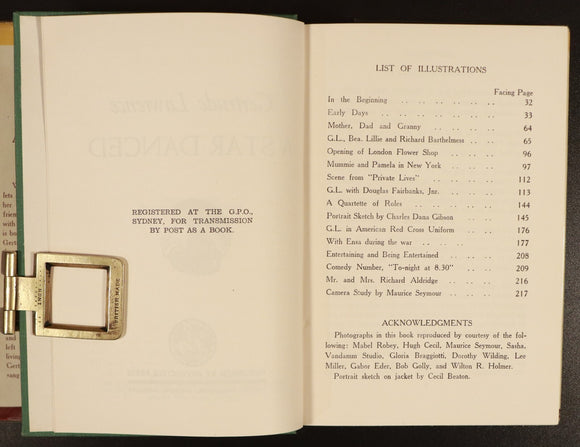 REGISTERED AT THE G.P.O.,
SYDNEY, FOR TRANSMISSION
BY POST AS A BOOK.
BRITISH MADE
LIST OF ILLUSTRATIONS
Facing Page
In the Beginning .. .. .. .. .. .. 32
Early Days .. .. .. .. .. .. .. 33
Mother, Dad and Granny .. .. .. .. 64
G.L., Bea. Lillie and Richard Barthelmess .. .. 65
Opening of London Flower Shop .. .. .. 96
Mummie and Pamela in New York .. .. .. 97
Scene from "Private Lives" .. .. .. .. 112
G.L. with Douglas Fairbanks, Jnr. .. .. .. 113
A Quartette of Roles .. .. .. .. .. 144
Portrait Sketch by Charles Dana Gibson .. .. 145
G.L. in American Red Cross Uniform .. .. 176
With Ensa during the war .. .. .. .. 177
Entertaining and Being Entertained .. .. .. 208
Comedy Number, "To-night at 8.30" .. .. .. 209
Mr. and Mrs. Richard Aldridge .. .. .. 216
Camera Study by Maurice Seymour .. .. .. 217
ACKNOWLEDGMENTS
Photographs in this book reproduced by courtesy of the fol-
lowing: Mabel Robey, Hugh Cecil, Maurice Seymour, Sasha,
Vandamm Studio, Gloria Braggiotti, Dorothy Wilding, Lee
Miller, Gabor Eder, Bob Golly, and Wilton R. Holmer.
Portrait sketch on jacket by Cecil Beaton.